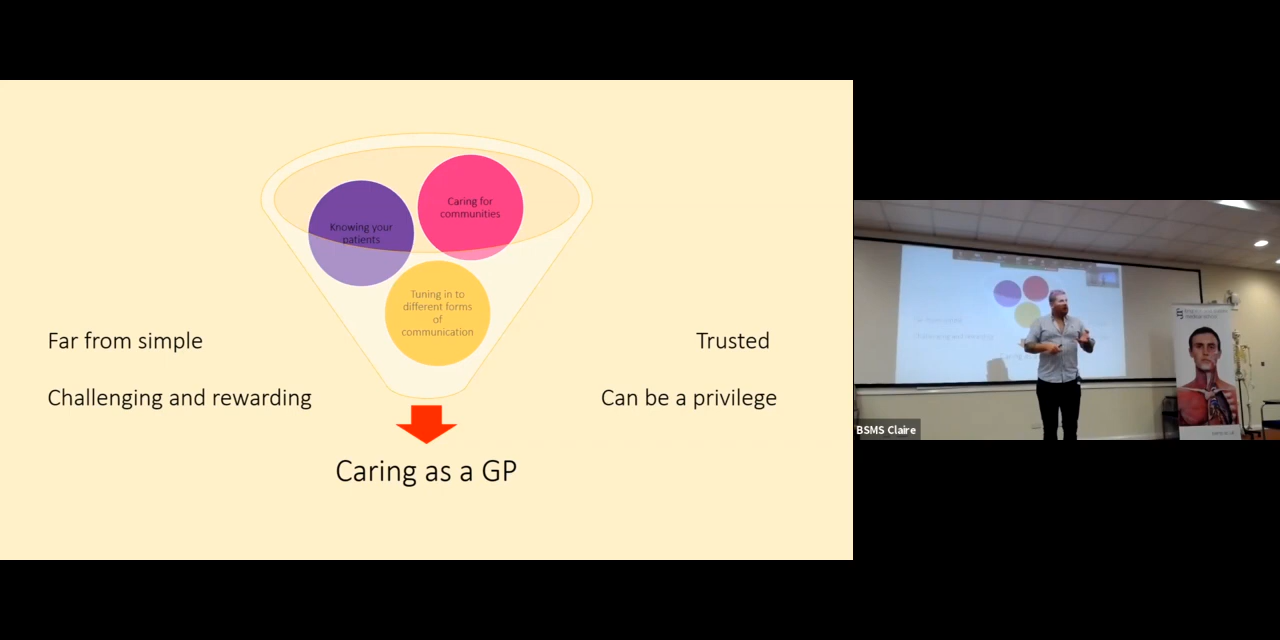 Knowing your
patients
Caring for
communities
Tuning in to
different forms
of
communication
Far from simple
Challenging and rewarding
Trusted
Can be a privilege
Caring as a GP
BSMS Claire